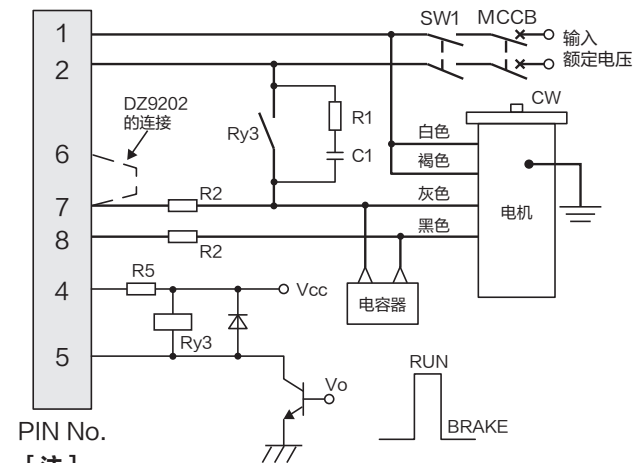 SW1 MCCB
1
输入
2
额定电压
DZ9202
的连接
CW
R1
Ry3
白色
C1
6
褐色
R2
灰色
7
电机
黑色
8
R2
R5
4
Vcc
电容器
Ry3
5
RUN
Vo
BRAKE
PIN No.